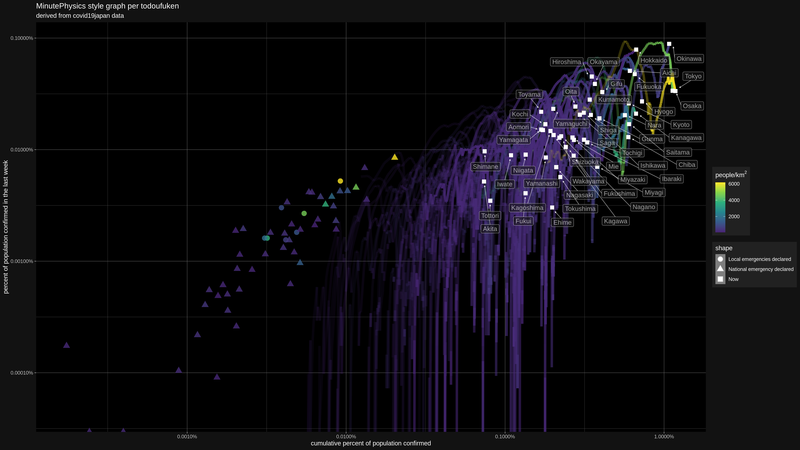 MinutePhysics style graph per todoufuken
derived from covid19japan data
percent of population confirmed in the last week
0.10000%
0.01000%
0.00100%
0.00010%
Hiroshima
Okayama
Hokkaido
Okinawa
Aichi
Tokyo
Gifu
Fukuoka
Toyama
Oita
Kumamoto
Osaka
Kochi
Hyogo
Aomori
Yamaguchi
Shiga
Nara
Kyoto
Yamagata
Saga
Gunma
Kanagawa
Tochigi
Saitama
Shimane
Niigata
Mie
Ishikawa
Chiba
Iwate
Yamanashi
Wakayama
Miyazaki
Ibaraki
Nagasaki
Fukushima
Miyagi
Tottori
Kagoshima
Tokushima
Nagano
Akita
Fukui
Ehime
Kagawa
0.0010%
0.0100%
0.1000%
1.0000%
cumulative percent of population confirmed
people/km²
6000
4000
2000
shape
Local emergencies declared
National emergency declared
Now